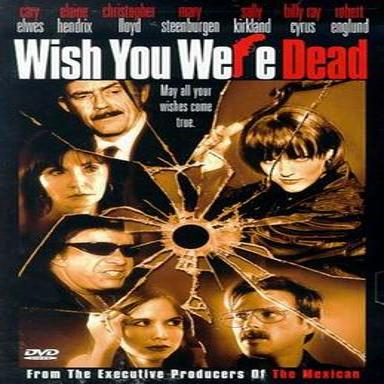 cary elaine christopher mary sally billy ray robert
elwes hendrix lloyd steenburgen kirkland cyrus englund
Wish You Were Dead
May all your
wishes come
true.
DVD
From The Executive Producers Of The Mexican